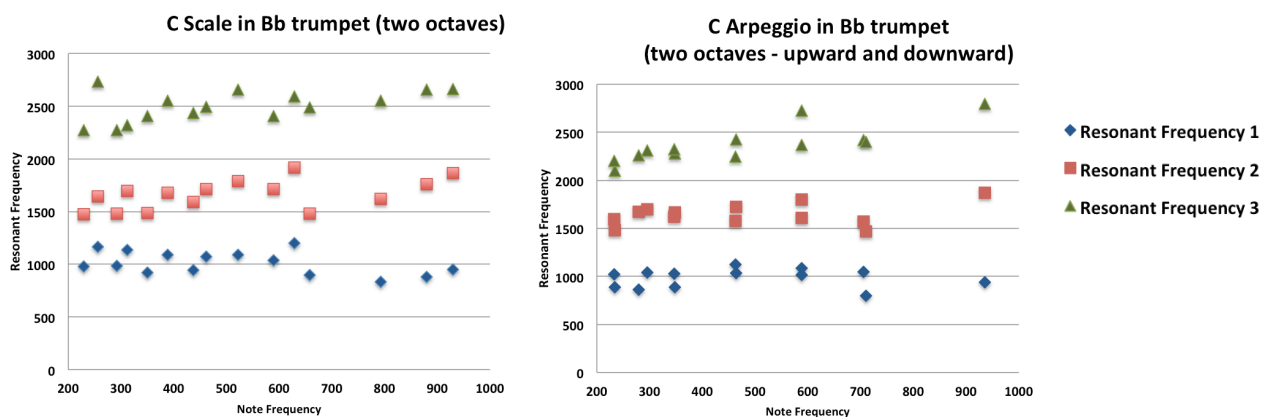 C Scale in Bb trumpet (two octaves)
3000
2500
2000
1500
1000
500
0
200 300 400 500 600 700 800 900 1000
Resonant Frequency
Note Frequency
C Arpeggio in Bb trumpet
(two octaves - upward and downward)
3000
2500
2000
1500
1000
500
0
200 300 400 500 600 700 800 900 1000
Resonant Frequency
Note Frequency
Resonant Frequency 1
Resonant Frequency 2
Resonant Frequency 3